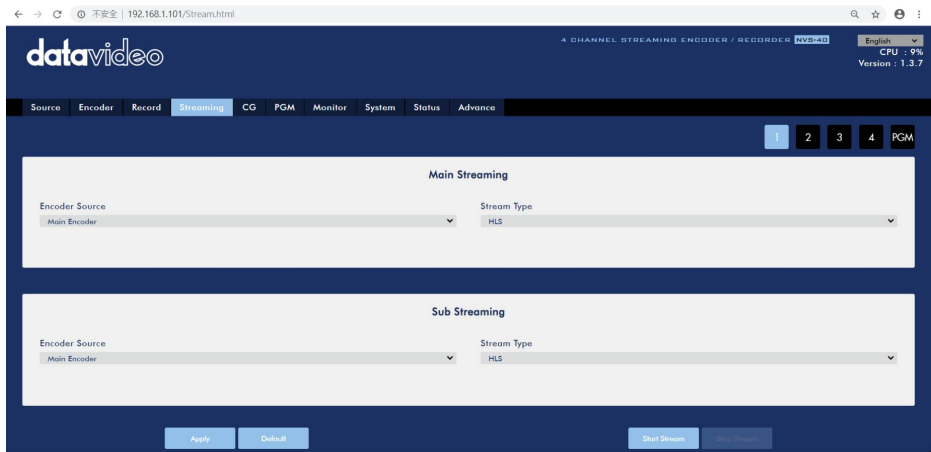 不安全 | 192.168.1.101/Stream.html
datavideo
4 CHANNEL STREAMING ENCODER / RECORDER NVS-40
English
CPU : 9%
Version : 1.3.7
Source Encoder Record Streaming CG PGM Monitor System Status Advance
1 2 3 4 PGM
Main Streaming
Encoder Source Stream Type
Main Encoder HLS
Sub Streaming
Encoder Source Stream Type
Main Encoder HLS
Apply Default Start Stream Stop Stream